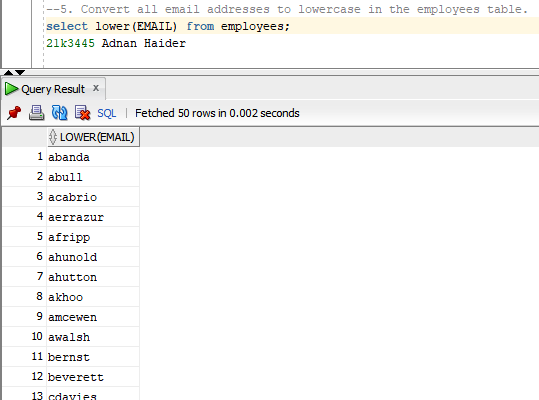 --5. Convert all email addresses to lowercase in the employees table.
select lower(EMAIL) from employees;
21k3445 Adnan Haider
Query Result x
SQL | Fetched 50 rows in 0.002 seconds
LOWER(EMAIL)
1 abanda
2 abull
3 acabrio
4 aerrazur
5 afripp
6 ahunold
7 ahutton
8 akhoo
9 amcewen
10 awalsh
11 bernst
12 beverett
13 cdavies